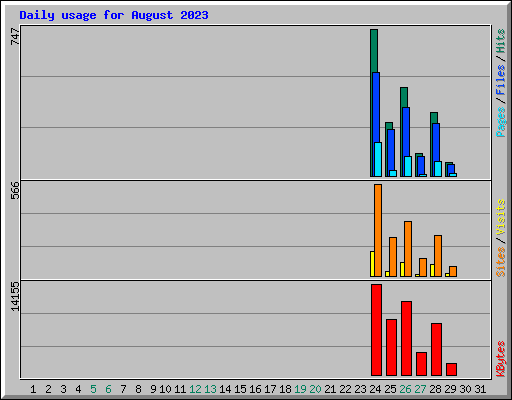 Daily usage for August 2023
747
Pages / Files / Hits
566
Sites / Visits
14155
KBytes
1 2 3 4 5 6 7 8 9 10 11 12 13 14 15 16 17 18 19 20 21 22 23 24 25 26 27 28 29 30 31